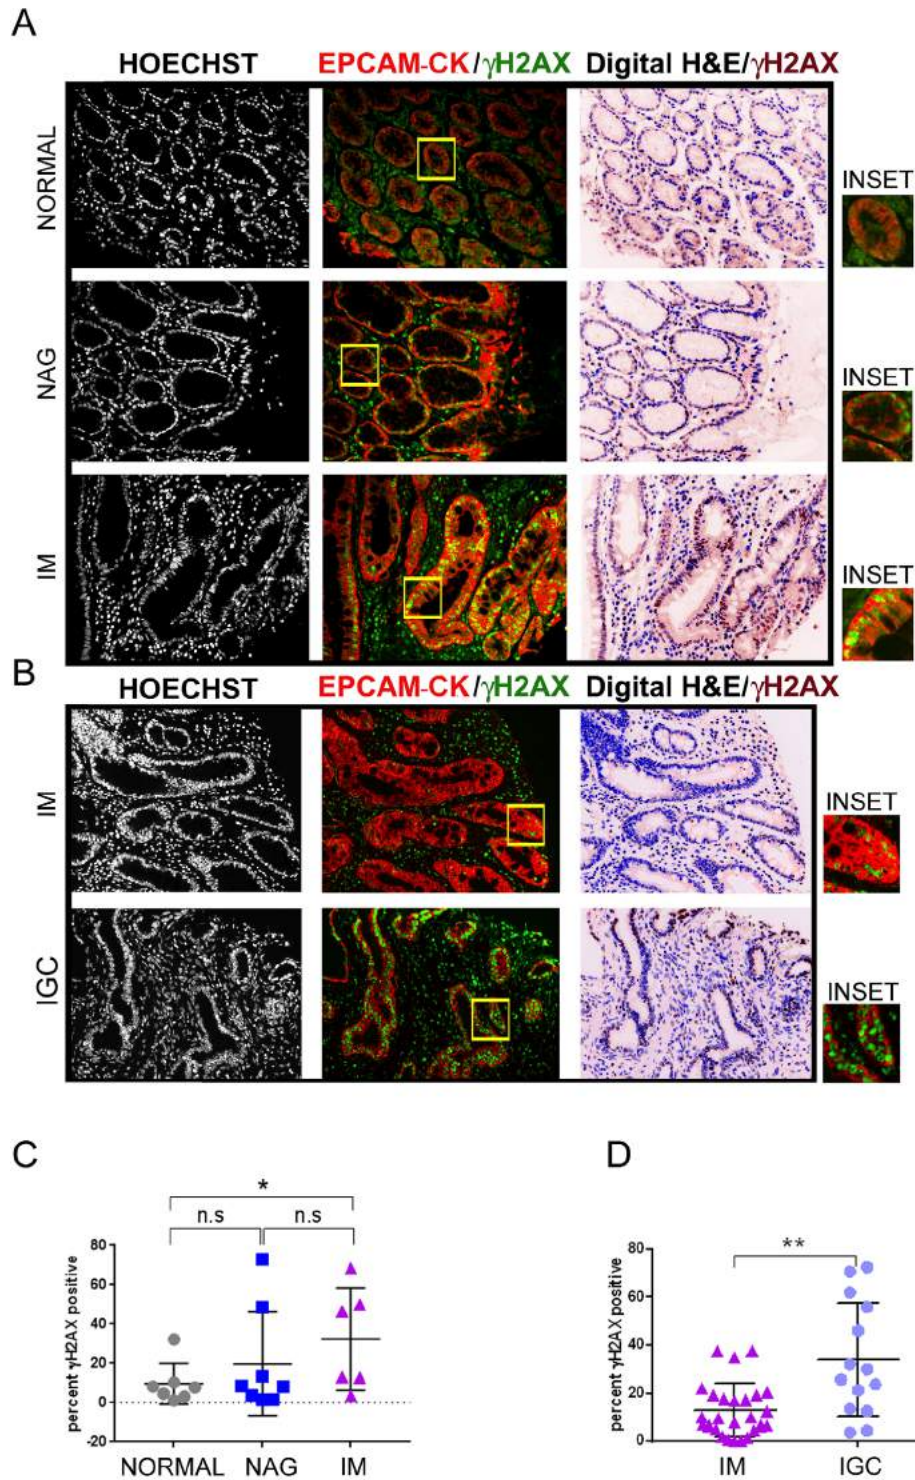 A
HOECHST EPCAM-CK/γH2AX Digital H&E/γH2AX
NORMAL
INSET
NAG
INSET
IM
INSET
B
HOECHST EPCAM-CK/γH2AX Digital H&E/γH2AX
IM
INSET
IGC
INSET
C
*
n.s n.s
percent γH2AX positive
80
60
40
20
0
-20
NORMAL NAG IM
D
**
percent γH2AX positive
80
60
40
20
0
IM IGC